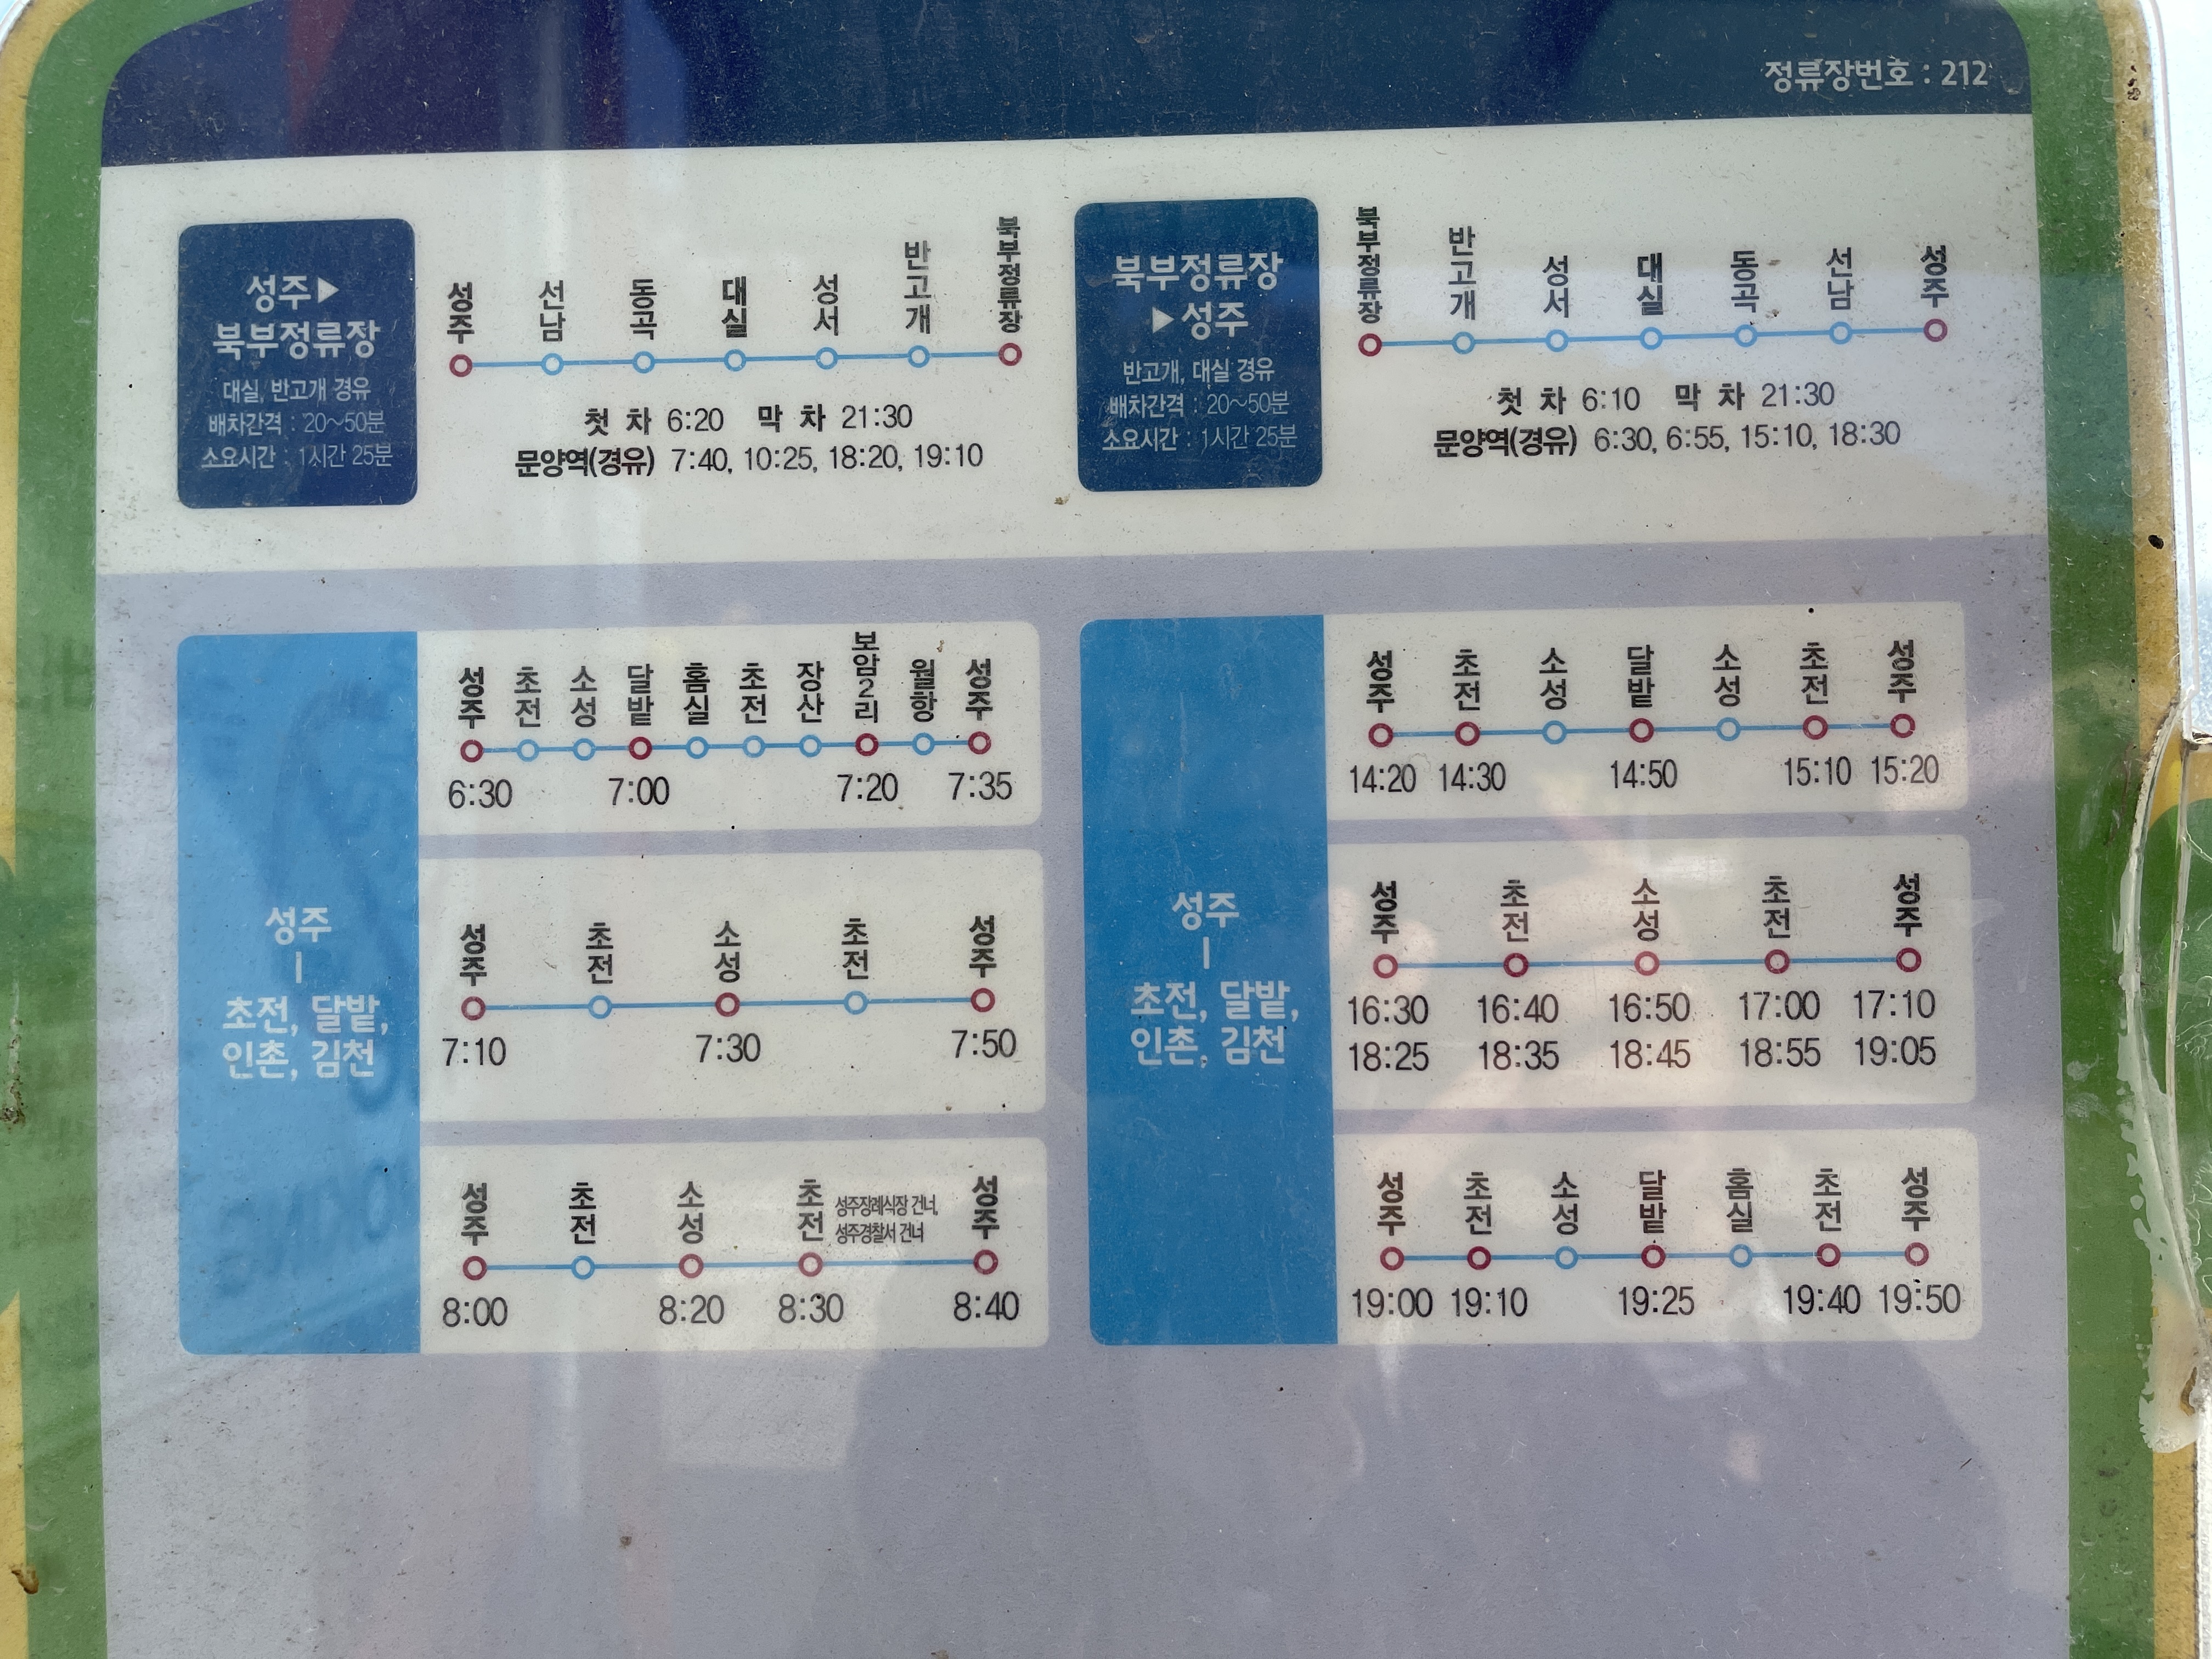 정류장번호 : 212
성주▶
북부정류장
대실, 반고개 경유
배차간격 : 20~50분
소요시간 : 1시간 25분
성주 선남 동곡 대실 성서 반고개 북부정류장
첫 차 6:20 막 차 21:30
문양역(경유) 7:40, 10:25, 18:20, 19:10
북부정류장
▶성주
반고개, 대실 경유
배차간격 : 20~50분
소요시간 : 1시간 25분
북부정류장 반고개 성서 대실 동곡 선남 성주
첫 차 6:10 막 차 21:30
문양역(경유) 6:30, 6:55, 15:10, 18:30
성주
|
초전, 달밭,
인촌, 김천
성주 초전 소성 달밭 홈실 초전 장산 보암2리 월항 성주
6:30 7:00 7:20 7:35
성주 초전 소성 초전 성주
7:10 7:30 7:50
성주 초전 소성 초전 성주장례식장 건너, 성주
성주경찰서 건너
8:00 8:20 8:30 8:40
성주
|
초전, 달밭,
인촌, 김천
성주 초전 소성 달밭 소성 초전 성주
14:20 14:30 14:50 15:10 15:20
성주 초전 소성 초전 성주
16:30 16:40 16:50 17:00 17:10
18:25 18:35 18:45 18:55 19:05
성주 초전 소성 달밭 홈실 초전 성주
19:00 19:10 19:25 19:40 19:50